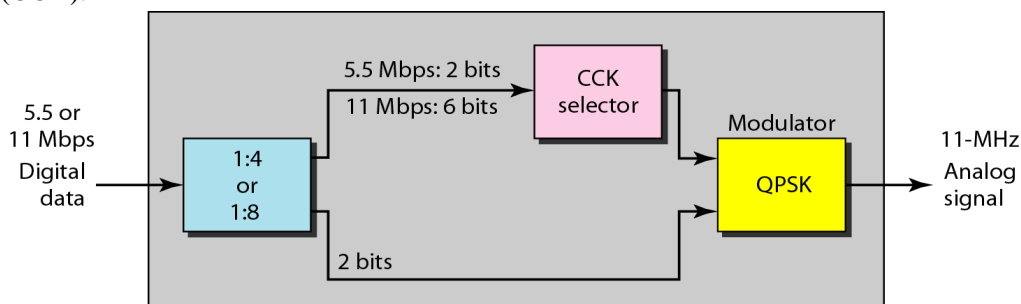 5.5 Mbps: 2 bits
11 Mbps: 6 bits
CCK
selector
5.5 or
11 Mbps
Digital
data
1:4
or
1:8
2 bits
Modulator
QPSK
11-MHz
Analog
signal